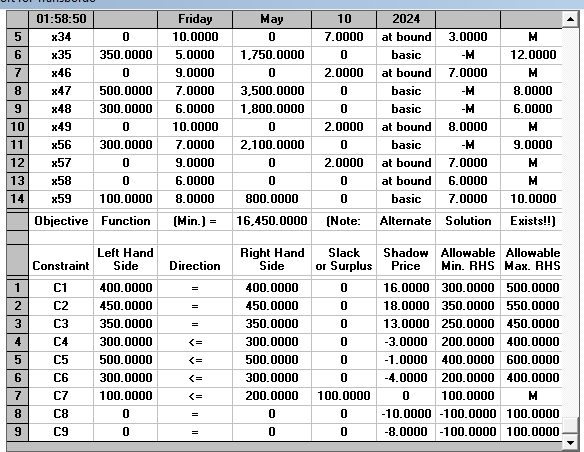 01:58:50 Friday May 10 2024
5 x34 0 10.0000 0 7.0000 at bound 3.0000 M
6 x35 350.0000 5.0000 1,750.0000 0 basic -M 12.0000
7 x46 0 9.0000 0 2.0000 at bound 7.0000 M
8 x47 500.0000 7.0000 3,500.0000 0 basic -M 8.0000
9 x48 300.0000 6.0000 1,800.0000 0 basic -M 6.0000
10 x49 0 10.0000 0 2.0000 at bound 8.0000 M
11 x56 300.0000 7.0000 2,100.0000 0 basic -M 9.0000
12 x57 0 9.0000 0 2.0000 at bound 7.0000 M
13 x58 0 6.0000 0 0 at bound 6.0000 M
14 x59 100.0000 8.0000 800.0000 0 basic 7.0000 10.0000
Objective Function (Min.) = 16,450.0000 (Note: Alternate Solution Exists!!)
Left Hand Right Hand Slack Shadow Allowable Allowable
Constraint Side Direction Side or Surplus Price Min. RHS Max. RHS
1 C1 400.0000 = 400.0000 0 16.0000 300.0000 500.0000
2 C2 450.0000 = 450.0000 0 18.0000 350.0000 550.0000
3 C3 350.0000 = 350.0000 0 13.0000 250.0000 450.0000
4 C4 300.0000 <= 300.0000 0 -3.0000 200.0000 400.0000
5 C5 500.0000 <= 500.0000 0 -1.0000 400.0000 600.0000
6 C6 300.0000 <= 300.0000 0 -4.0000 200.0000 400.0000
7 C7 100.0000 <= 200.0000 100.0000 0 100.0000 M
8 C8 0 = 0 0 -10.0000 -100.0000 100.0000
9 C9 0 = 0 0 -8.0000 -100.0000 100.0000